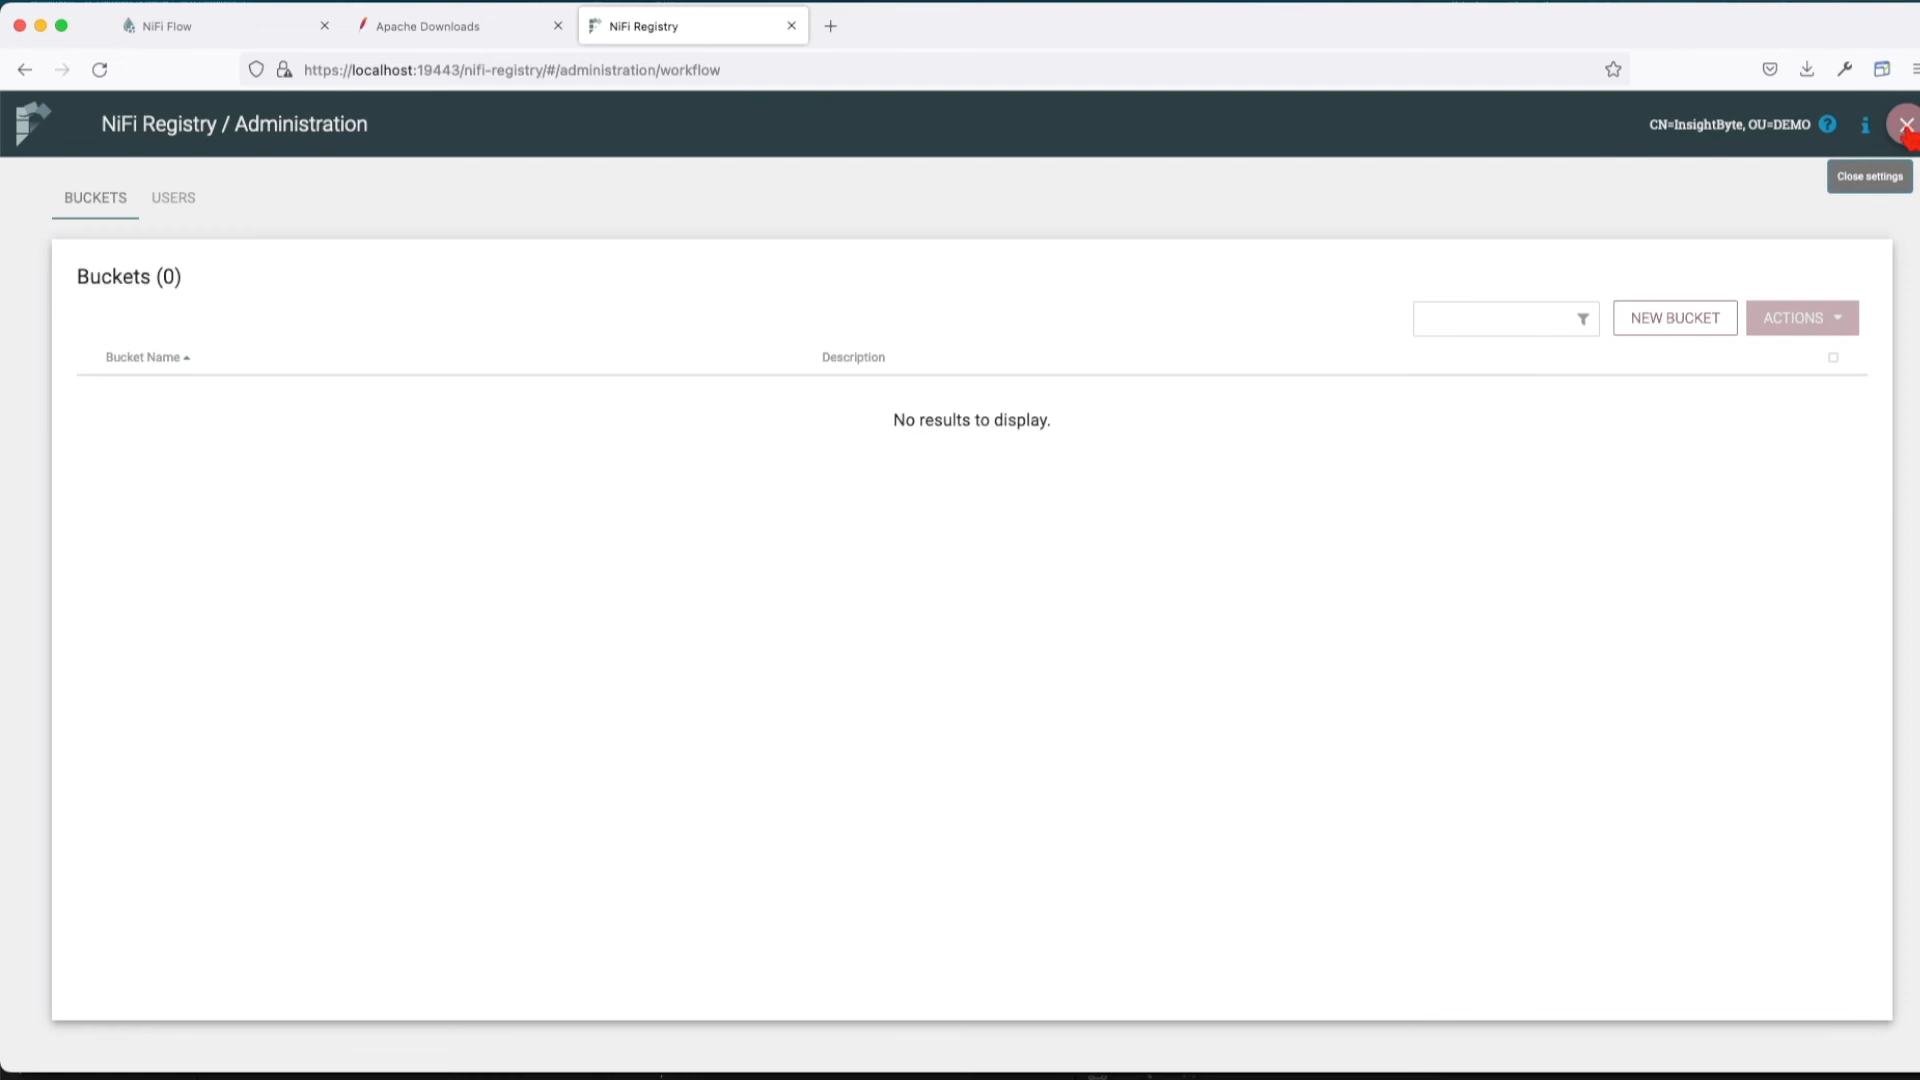 NiFi Flow
Apache Downloads
NiFi Registry
https://localhost:19443/nifi-registry/#/administration/workflow
NiFi Registry / Administration
CN=InsightByte, OU=DEMO
Close settings
BUCKETS
USERS
Buckets (0)
NEW BUCKET
ACTIONS
Bucket Name
Description
No results to display.